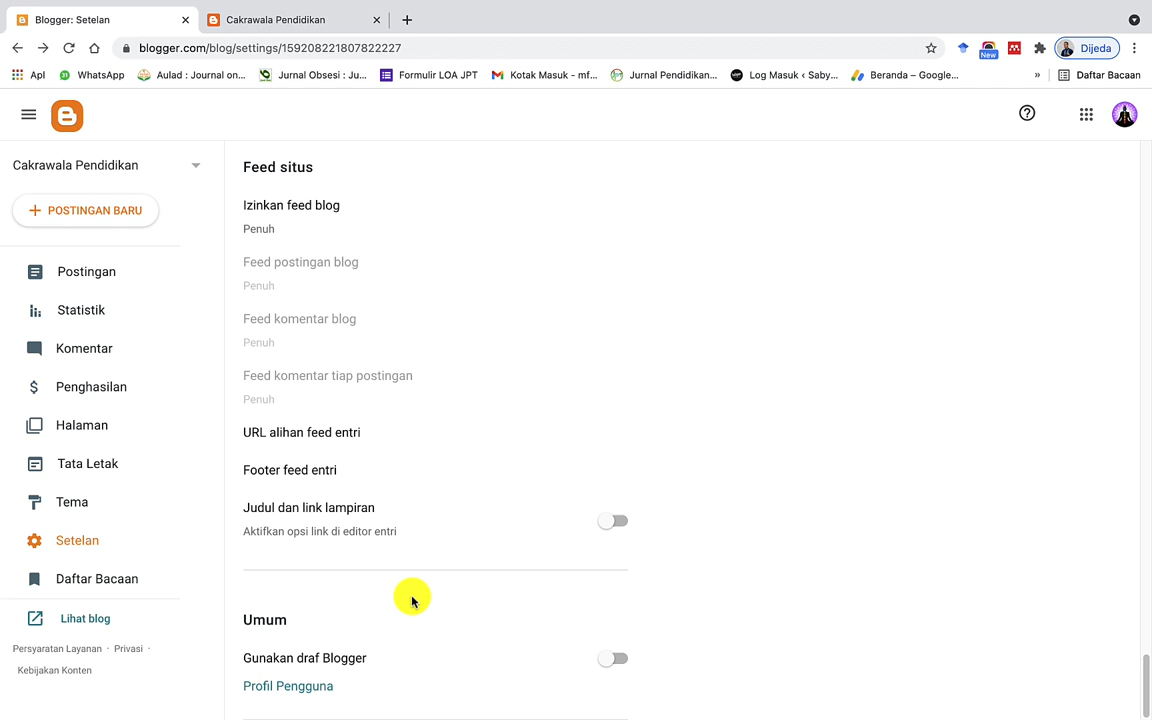 Blogger: Setelan
Cakrawala Pendidikan
blogger.com/blog/settings/159208221807822227
New
Dijeda
Apl
WhatsApp
Aulad : Journal on...
Jurnal Obsesi : Ju...
Formulir LOA JPT
Kotak Masuk - mf...
Jurnal Pendidikan...
Log Masuk ‹ Saby...
Beranda – Google...
»
Daftar Bacaan
Cakrawala Pendidikan
POSTINGAN BARU
Postingan
Statistik
Komentar
Penghasilan
Halaman
Tata Letak
Tema
Setelan
Daftar Bacaan
Lihat blog
Persyaratan Layanan · Privasi ·
Kebijakan Konten
Feed situs
Izinkan feed blog
Penuh
Feed postingan blog
Penuh
Feed komentar blog
Penuh
Feed komentar tiap postingan
Penuh
URL alihan feed entri
Footer feed entri
Judul dan link lampiran
Aktifkan opsi link di editor entri
Umum
Gunakan draf Blogger
Profil Pengguna